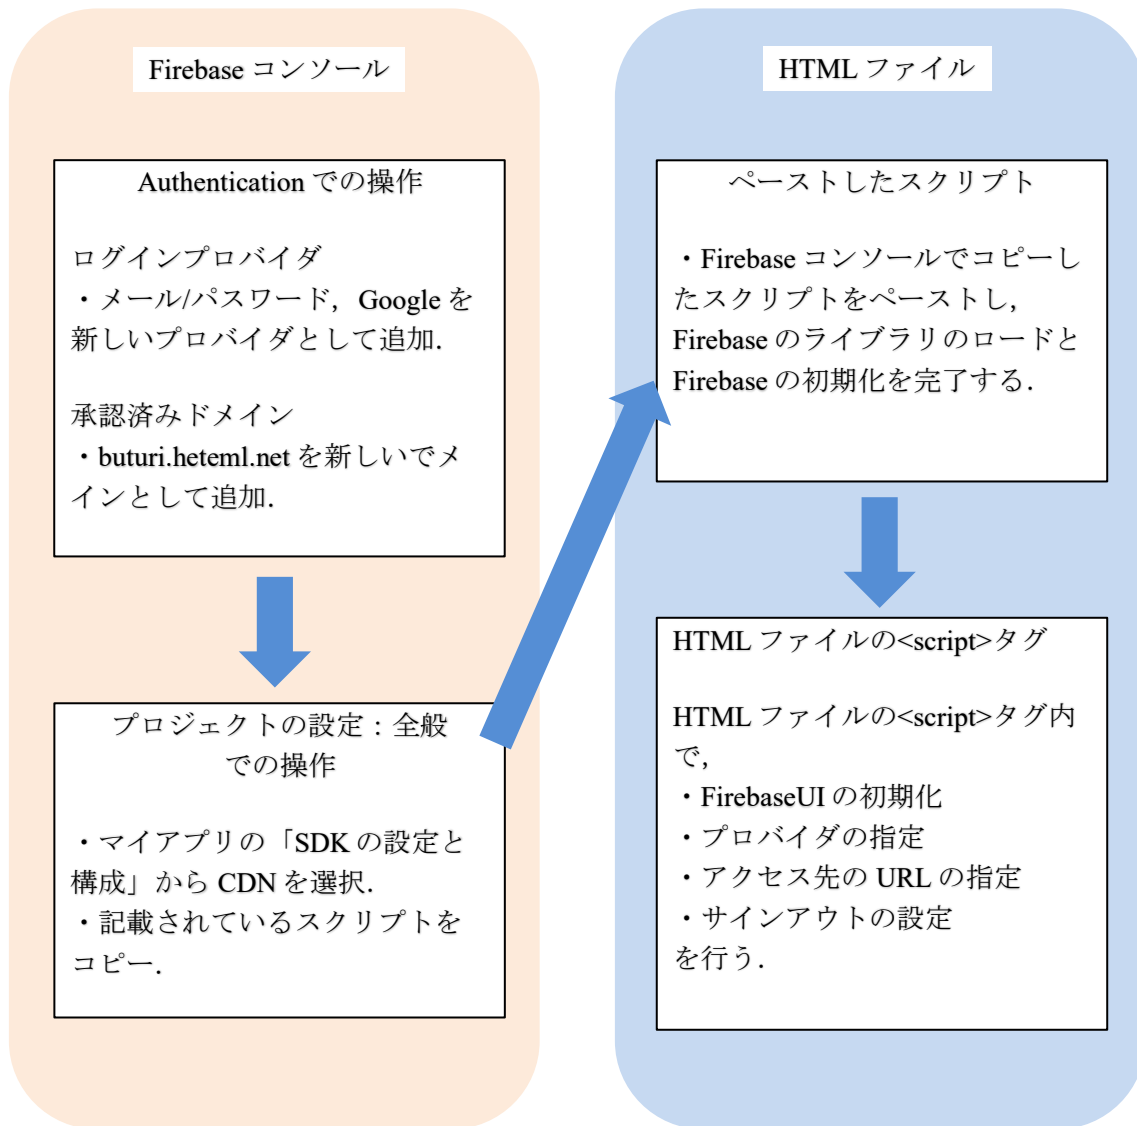 Firebase コンソール
Authentication での操作
ログインプロバイダ
・メール/パスワード，Google を
新しいプロバイダとして追加．
承認済みドメイン
・buturi.heteml.net を新しいでメ
インとして追加．
プロジェクトの設定：全般
での操作
・マイアプリの「SDK の設定と
構成」から CDN を選択．
・記載されているスクリプトを
コピー．
HTML ファイル
ペーストしたスクリプト
・Firebase コンソールでコピーし
たスクリプトをペーストし，
Firebase のライブラリのロードと
Firebase の初期化を完了する．
HTML ファイルの<script>タグ
HTML ファイルの<script>タグ内
で，
・FirebaseUI の初期化
・プロバイダの指定
・アクセス先の URL の指定
・サインアウトの設定
を行う．